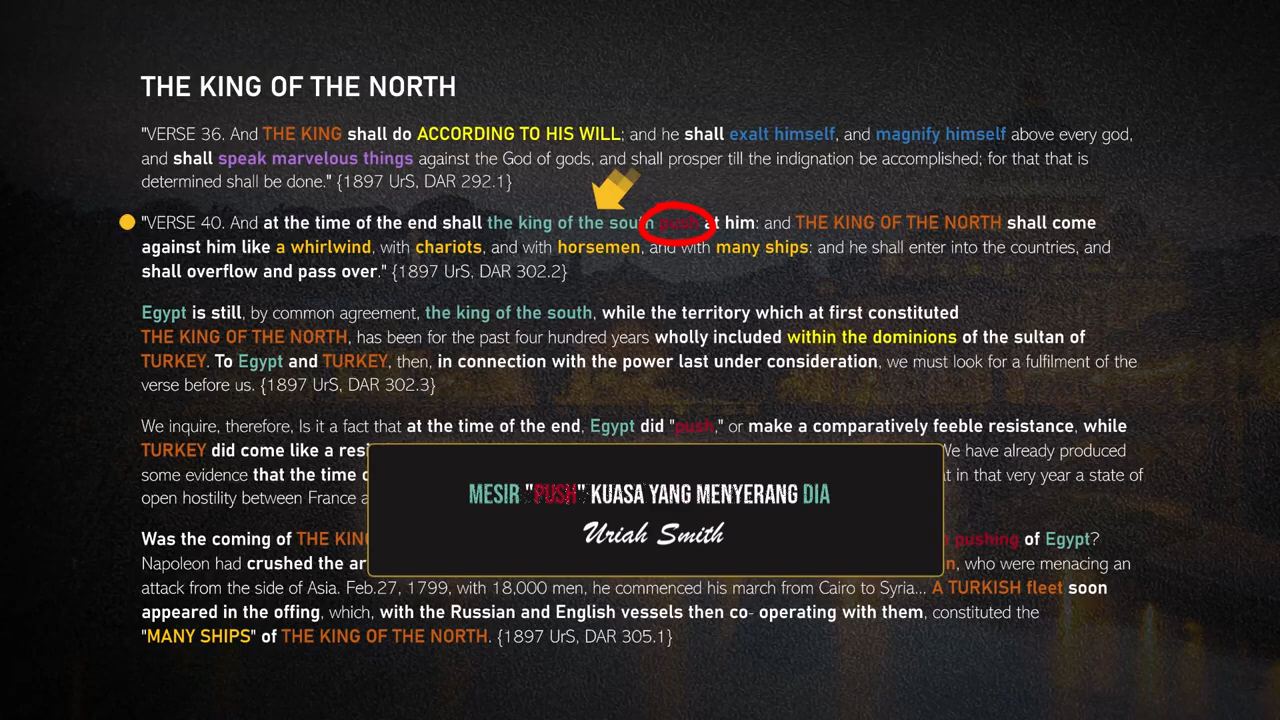 THE KING OF THE NORTH
"VERSE 36. And THE KING shall do ACCORDING TO HIS WILL; and he shall exalt himself, and magnify himself above every god,
and shall speak marvelous things against the God of gods, and shall prosper till the indignation be accomplished; for that that is
determined shall be done." {1897 UrS, DAR 292.1}
"VERSE 40. And at the time of the end shall the king of the south push at him: and THE KING OF THE NORTH shall come
against him like a whirlwind, with chariots, and with horsemen, and with many ships: and he shall enter into the countries, and
shall overflow and pass over." {1897 UrS, DAR 302.2}
Egypt is still, by common agreement, the king of the south, while the territory which at first constituted
THE KING OF THE NORTH, has been for the past four hundred years wholly included within the dominions of the sultan of
TURKEY. To Egypt and TURKEY, then, in connection with the power last under consideration, we must look for a fulfilment of the
verse before us. {1897 UrS, DAR 302.3}
We inquire, therefore, Is it a fact that at the time of the end, Egypt did "push," or make a comparatively feeble resistance, while
TURKEY did come like a resi We have already produced
some evidence that the time o at in that very year a state of
open hostility between France a
MESIR "PUSH" KUASA YANG MENYERANG DIA
Uriah Smith
Was the coming of THE KING pushing of Egypt?
Napoleon had crushed the ar who were menacing an
attack from the side of Asia. Feb.27, 1799, with 18,000 men, he commenced his march from Cairo to Syria... A TURKISH fleet soon
appeared in the offing, which, with the Russian and English vessels then co- operating with them, constituted the
"MANY SHIPS" of THE KING OF THE NORTH. {1897 UrS, DAR 305.1}